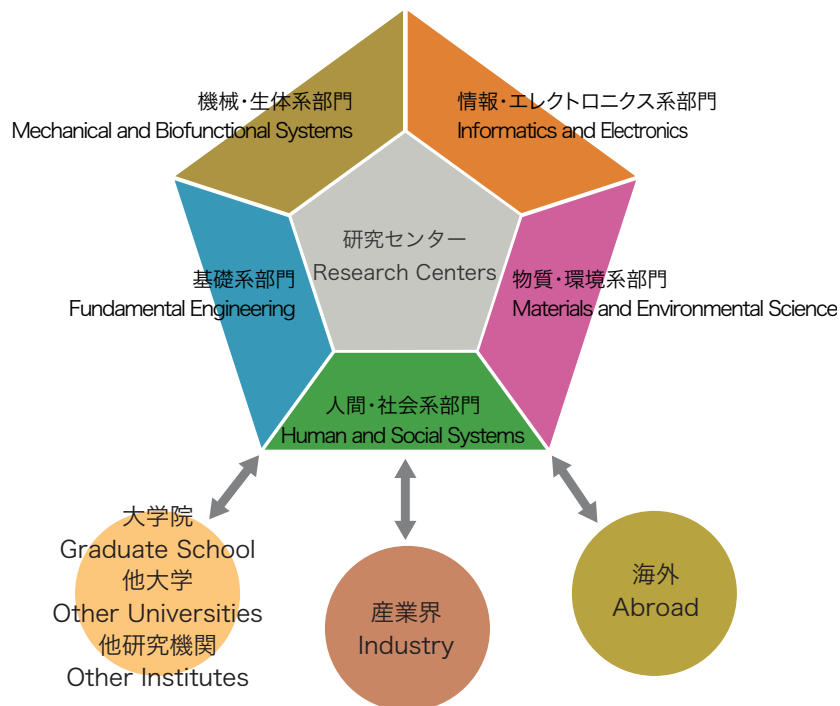 機械・生体系部門
Mechanical and Biofunctional Systems
情報・エレクトロニクス系部門
Informatics and Electronics
研究センター
Research Centers
基礎系部門
Fundamental Engineering
物質・環境系部門
Materials and Environmental Science
人間・社会系部門
Human and Social Systems
大学院
Graduate School
他大学
Other Universities
他研究機関
Other Institutes
産業界
Industry
海外
Abroad